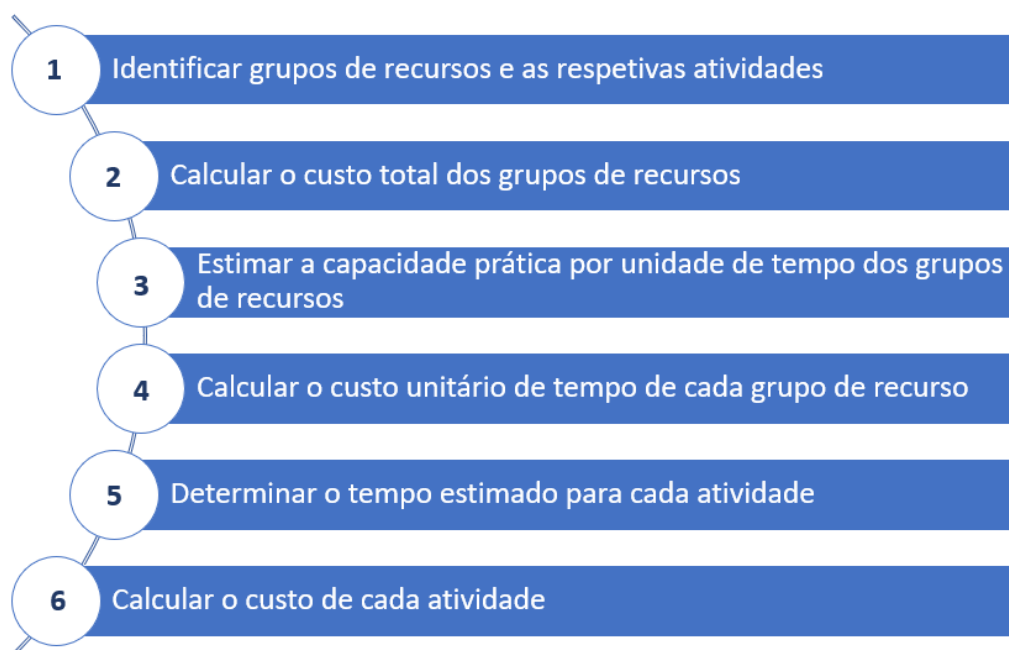 1
Identificar grupos de recursos e as respetivas atividades
2
Calcular o custo total dos grupos de recursos
3
Estimar a capacidade prática por unidade de tempo dos grupos
de recursos
4
Calcular o custo unitário de tempo de cada grupo de recurso
5
Determinar o tempo estimado para cada atividade
6
Calcular o custo de cada atividade